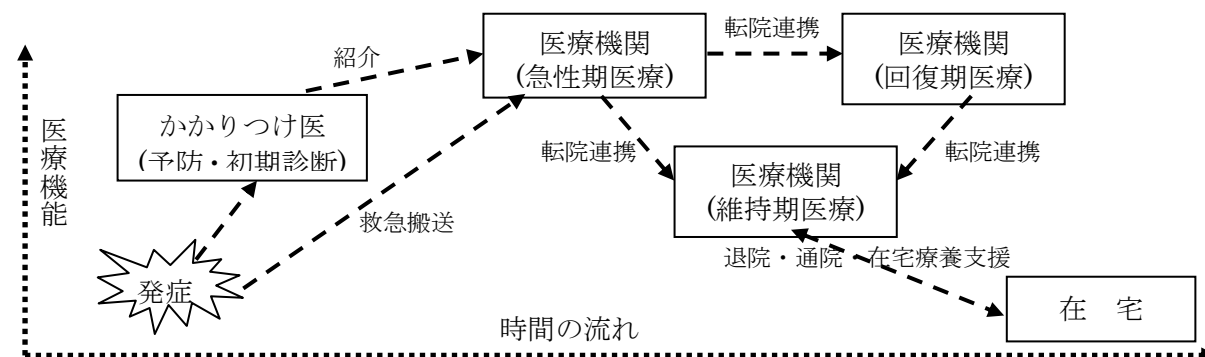 医療機関
(急性期医療)
転院連携
医療機関
(回復期医療)
紹介
かかりつけ医
(予防・初期診断)
医療機能
転院連携
転院連携
医療機関
(維持期医療)
救急搬送
発症
退院・通院・在宅療養支援
在　宅
時間の流れ